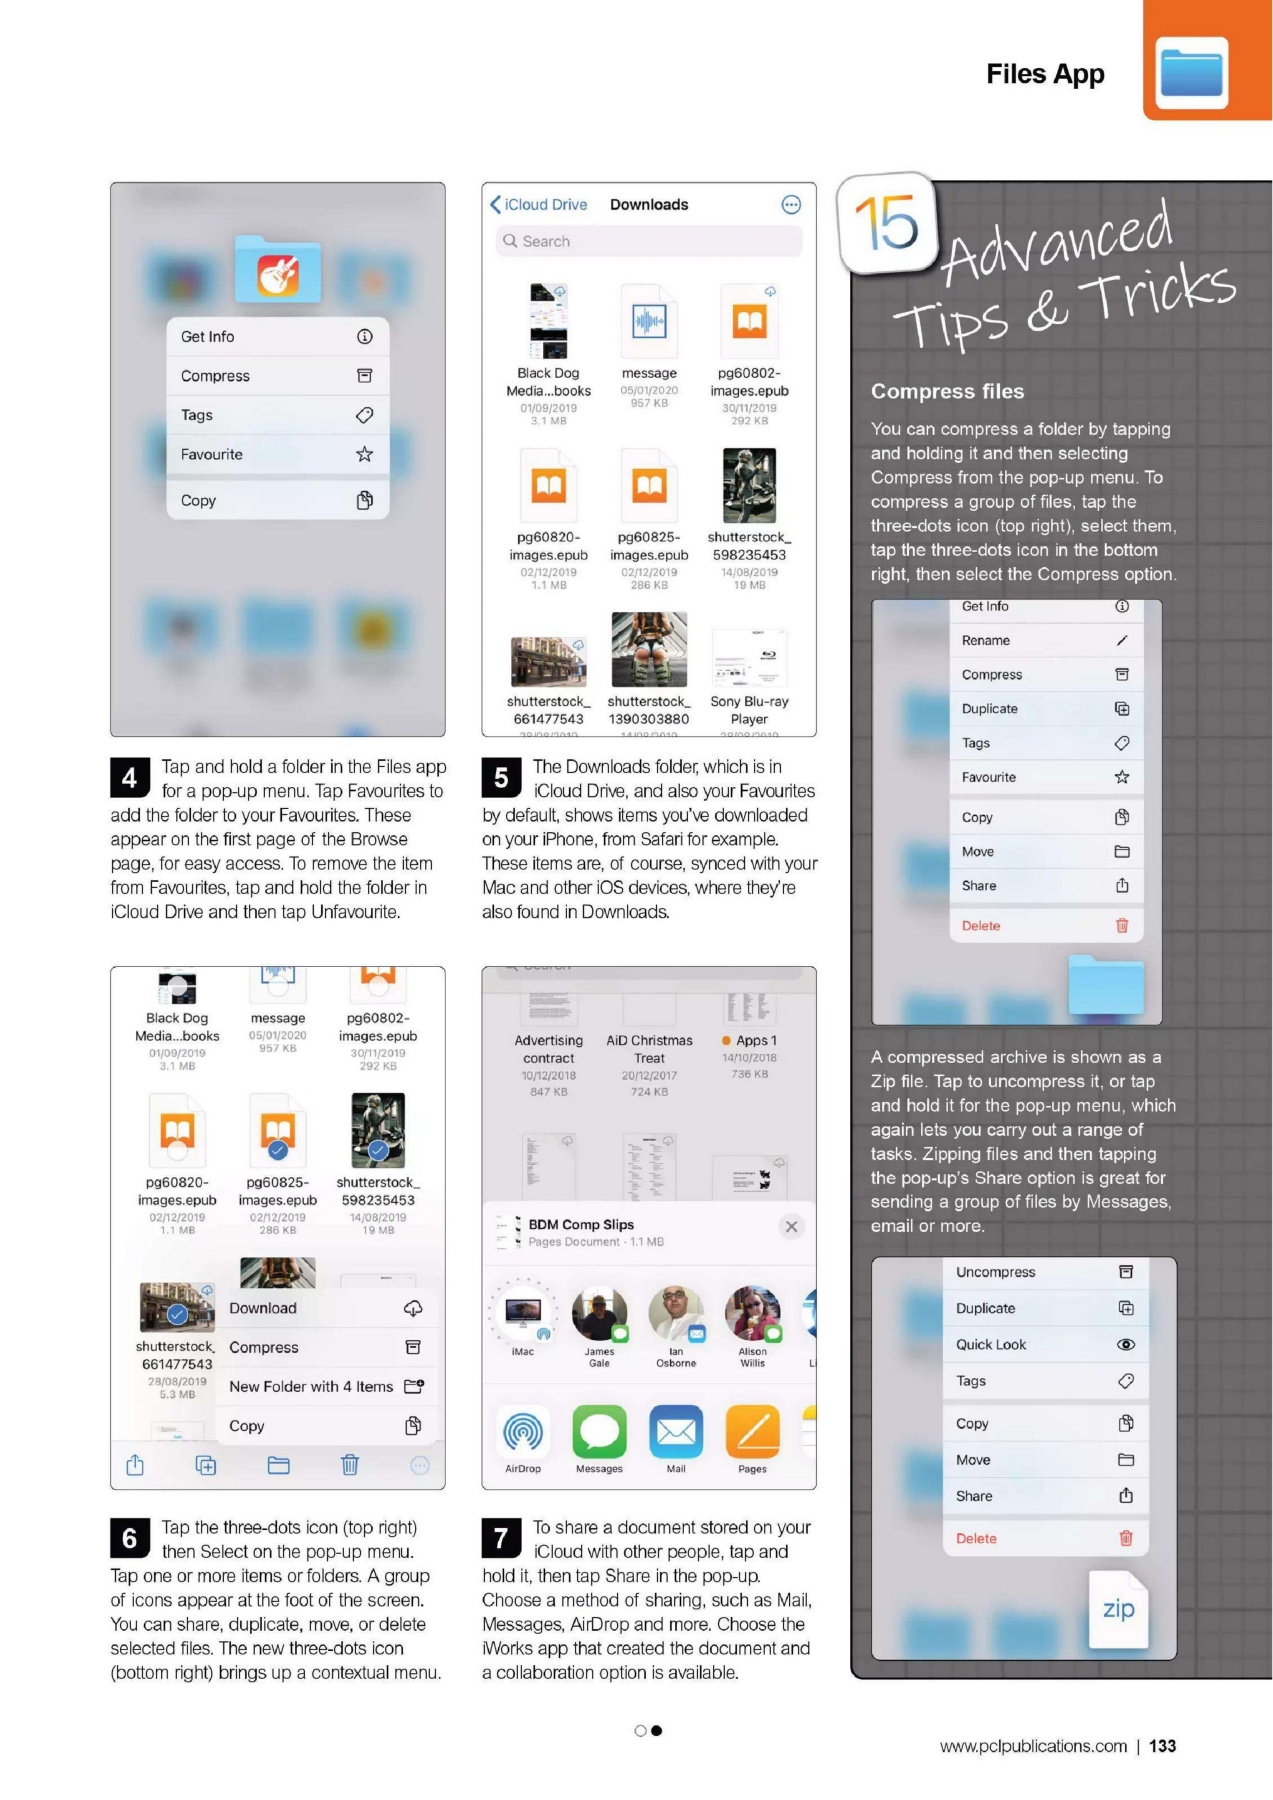 Files App
Get Info
Compress
Tags
Favourite
Copy
iCloud Drive
Downloads
Search
Black Dog
Media...books
01/09/2019
3.1 MB
message
05/01/2020
957 KB
pg60802-
images.epub
30/11/2019
292 KB
pg60820-
images.epub
02/12/2019
1.1 MB
pg60825-
images.epub
02/12/2019
286 KB
shutterstock_
598235453
14/08/2019
19 MB
shutterstock_
661477543
28/08/2019
shutterstock_
1390303880
14/08/2019
SONY
Sony Blu-ray
Player
28/08/2019
4 Tap and hold a folder in the Files app
for a pop-up menu. Tap Favourites to
add the folder to your Favourites. These
appear on the first page of the Browse
page, for easy access. To remove the item
from Favourites, tap and hold the folder in
iCloud Drive and then tap Unfavourite.
5 The Downloads folder, which is in
iCloud Drive, and also your Favourites
by default, shows items you've downloaded
on your iPhone, from Safari for example.
These items are, of course, synced with your
Mac and other iOS devices, where they're
also found in Downloads.
Black Dog
Media...books
01/09/2019
3.1 MB
message
05/01/2020
957 KB
pg60802-
images.epub
30/11/2019
292 KB
pg60820-
images.epub
02/12/2019
1.1 MB
pg60825-
images.epub
02/12/2019
286 KB
shutterstock_
598235453
14/08/2019
19 MB
shutterstock_
661477543
28/08/2019
5.3 MB
Download
Compress
New Folder with 4 Items
Copy
6 Tap the three-dots icon (top right)
then Select on the pop-up menu.
Tap one or more items or folders. A group
of icons appear at the foot of the screen.
You can share, duplicate, move, or delete
selected files. The new three-dots icon
(bottom right) brings up a contextual menu.
Search
Advertising
contract
10/12/2018
847 KB
AiD Christmas
Treat
20/12/2017
724 KB
Apps 1
14/10/2018
736 KB
BDM Comp Slips
Pages Document · 1.1 MB
iMac
James
Gale
Ian
Osborne
Alison
Willis
Li
AirDrop
Messages
Mail
Pages
7 To share a document stored on your
iCloud with other people, tap and
hold it, then tap Share in the pop-up.
Choose a method of sharing, such as Mail,
Messages, AirDrop and more. Choose the
iWorks app that created the document and
a collaboration option is available.
15
Advanced
Tips & Tricks
Compress files
You can compress a folder by tapping
and holding it and then selecting
Compress from the pop-up menu. To
compress a group of files, tap the
three-dots icon (top right), select them,
tap the three-dots icon in the bottom
right, then select the Compress option.
Get Info
Rename
Compress
Duplicate
Tags
Favourite
Copy
Move
Share
Delete
A compressed archive is shown as a
Zip file. Tap to uncompress it, or tap
and hold it for the pop-up menu, which
again lets you carry out a range of
tasks. Zipping files and then tapping
the pop-up's Share option is great for
sending a group of files by Messages,
email or more.
Uncompress
Duplicate
Quick Look
Tags
Copy
Move
Share
Delete
zip
www.pclpublications.com | 133